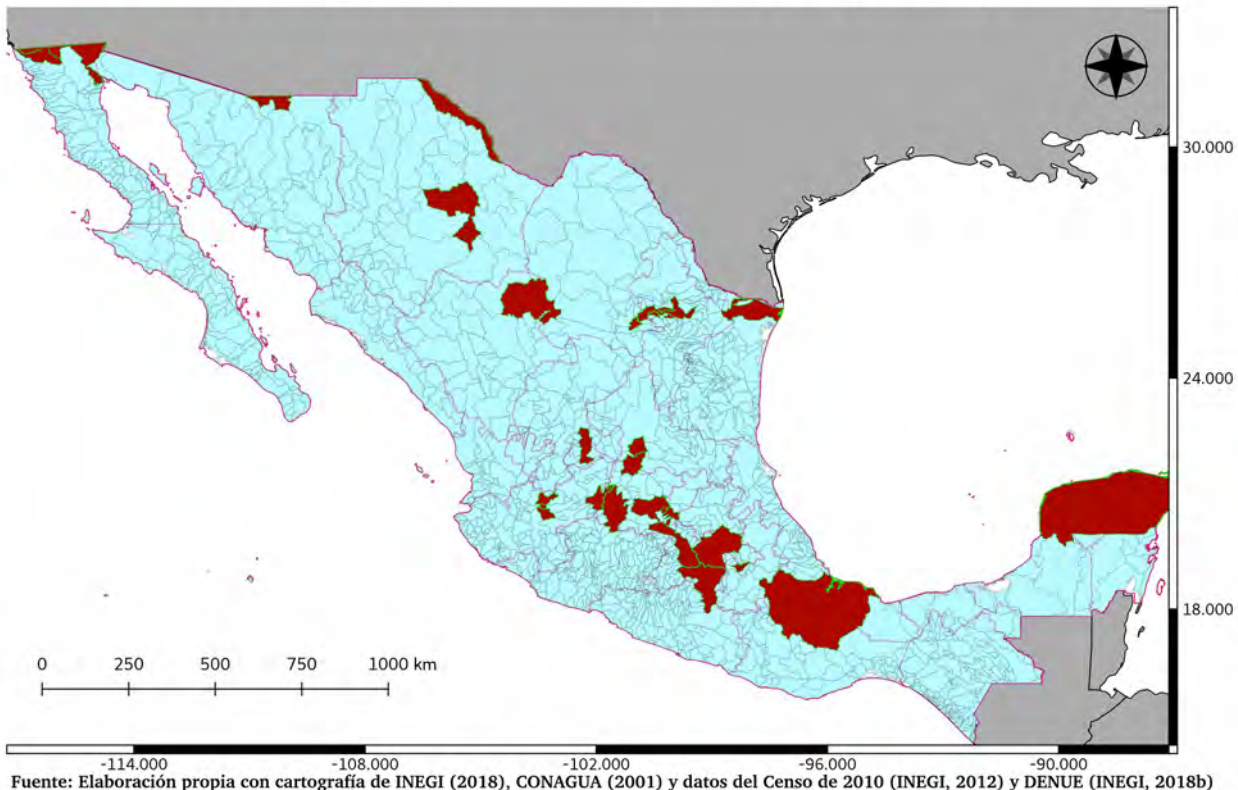 30.000
24.000
18.000
0 250 500 750 1000 km
-114.000 -108.000 -102.000 -96.000 -90.000
Fuente: Elaboración propia con cartografía de INEGI (2018), CONAGUA (2001) y datos del Censo de 2010 (INEGI, 2012) y DENUE (INEGI, 2018b)